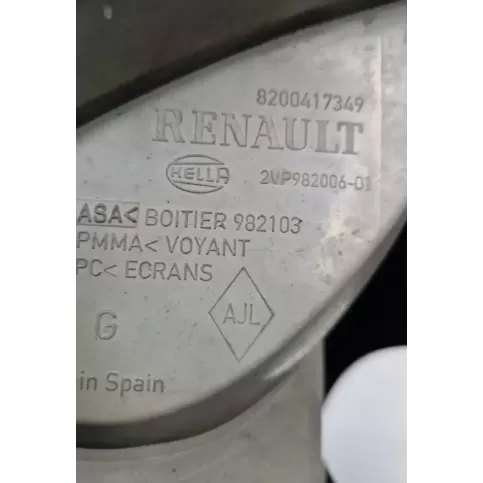 8200417349
RENAULT
HELLA 2VP982006-01
ASA< BOITIER 982103
PMMA< VOYANT
PC< ECRANS
G
AJL
in Spain